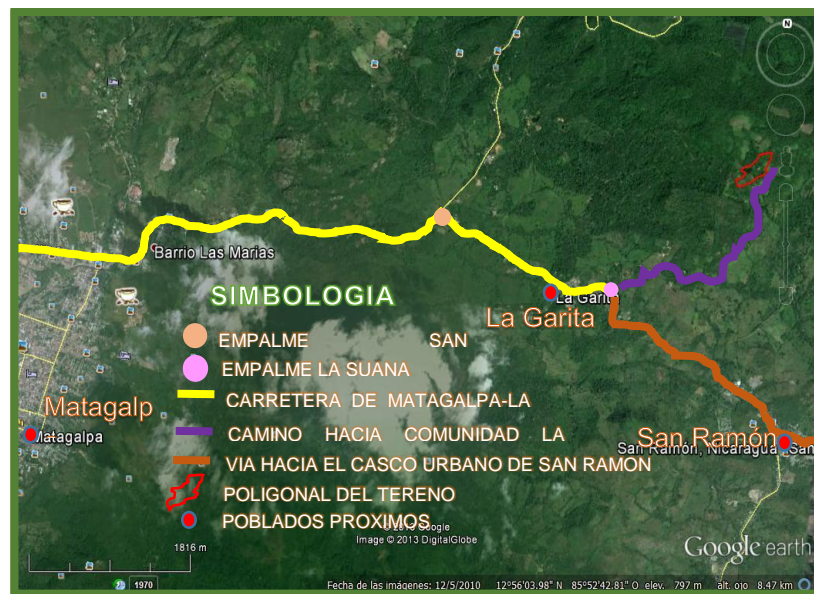 N
Barrio Las Marias
SIMBOLOGIA
La Garita
La Garita
EMPALME SAN
EMPALME LA SUANA
Matagalp
CARRETERA DE MATAGALPA-LA
Matagalpa
CAMINO HACIA COMUNIDAD LA
San Ramón
San Ramón, Nicaragua San
VIA HACIA EL CASCO URBANO DE SAN RAMON
POLIGONAL DEL TERENO
POBLADOS PROXIMOS
© 2013 Google
Image © 2013 DigitalGlobe
1816 m
Google earth
1970
Fecha de las imágenes: 12/5/2010 12°56'03.98" N 85°52'42.81" O elev. 797 m alt. ojo 8.47 km